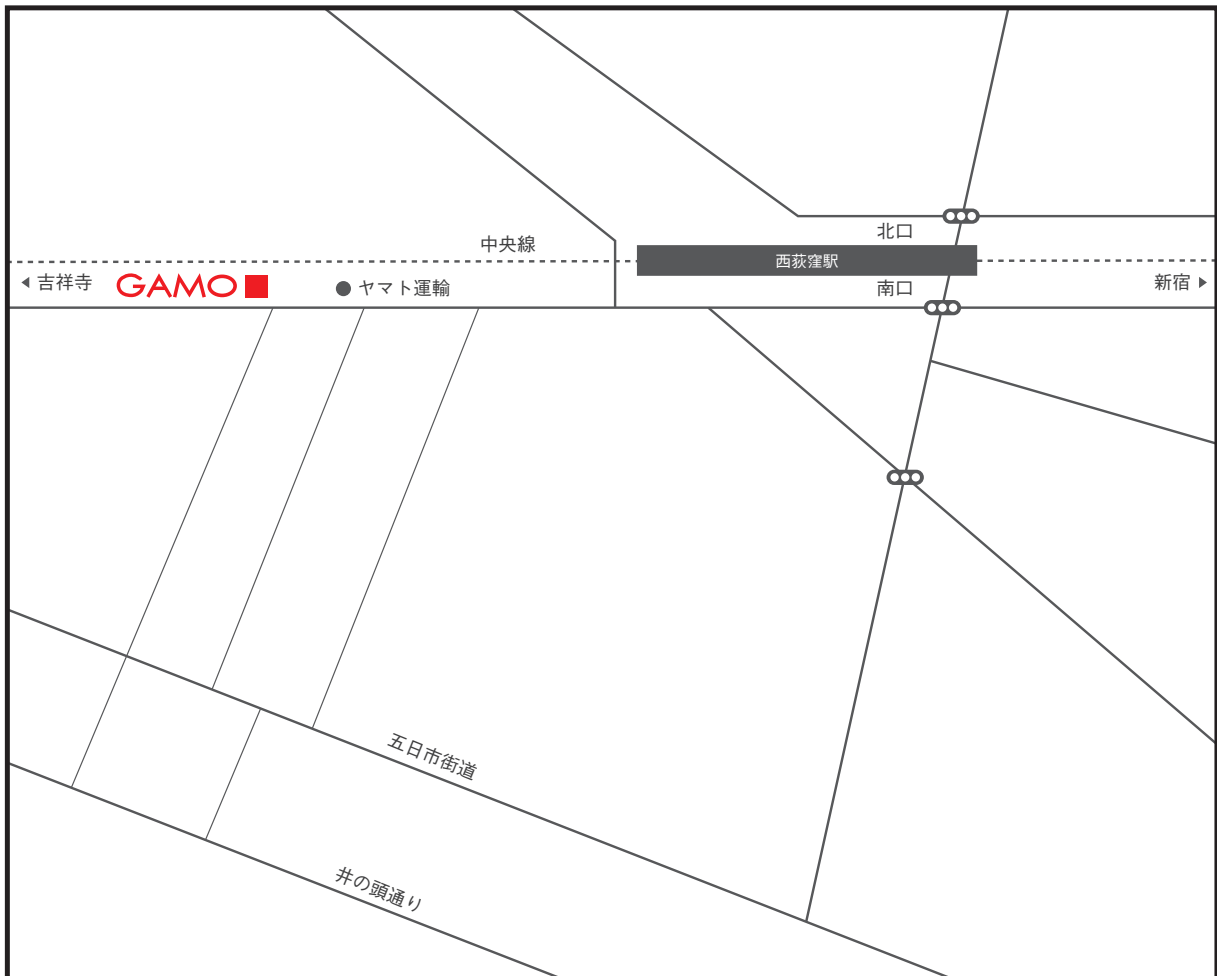 北口
中央線
西荻窪駅
吉祥寺
GAMO
ヤマト運輸
南口
新宿
五日市街道
井の頭通り